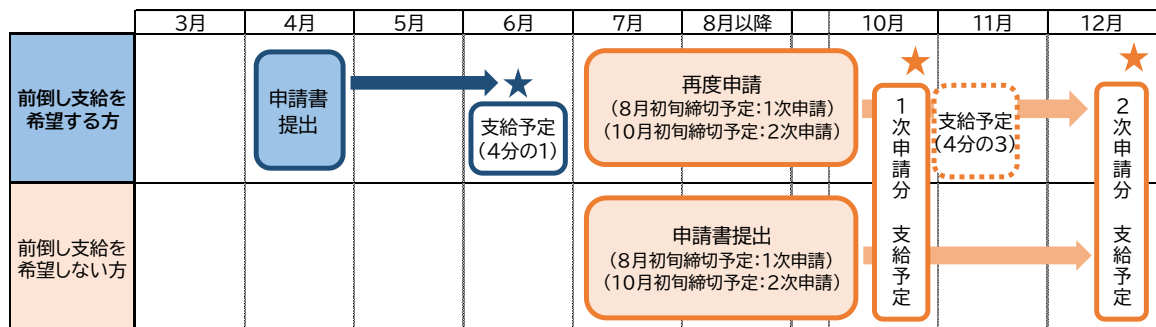 3月 4月 5月 6月 7月 8月以降 10月 11月 12月
前倒し支給を
希望する方
申請書
提出
支給予定
(4分の1)
再度申請
(8月初旬締切予定:1次申請)
(10月初旬締切予定:2次申請)
支給予定
(4分の3)
前倒し支給を
希望しない方
申請書提出
(8月初旬締切予定:1次申請)
(10月初旬締切予定:2次申請)
1次申請分 支給予定
2次申請分 支給予定